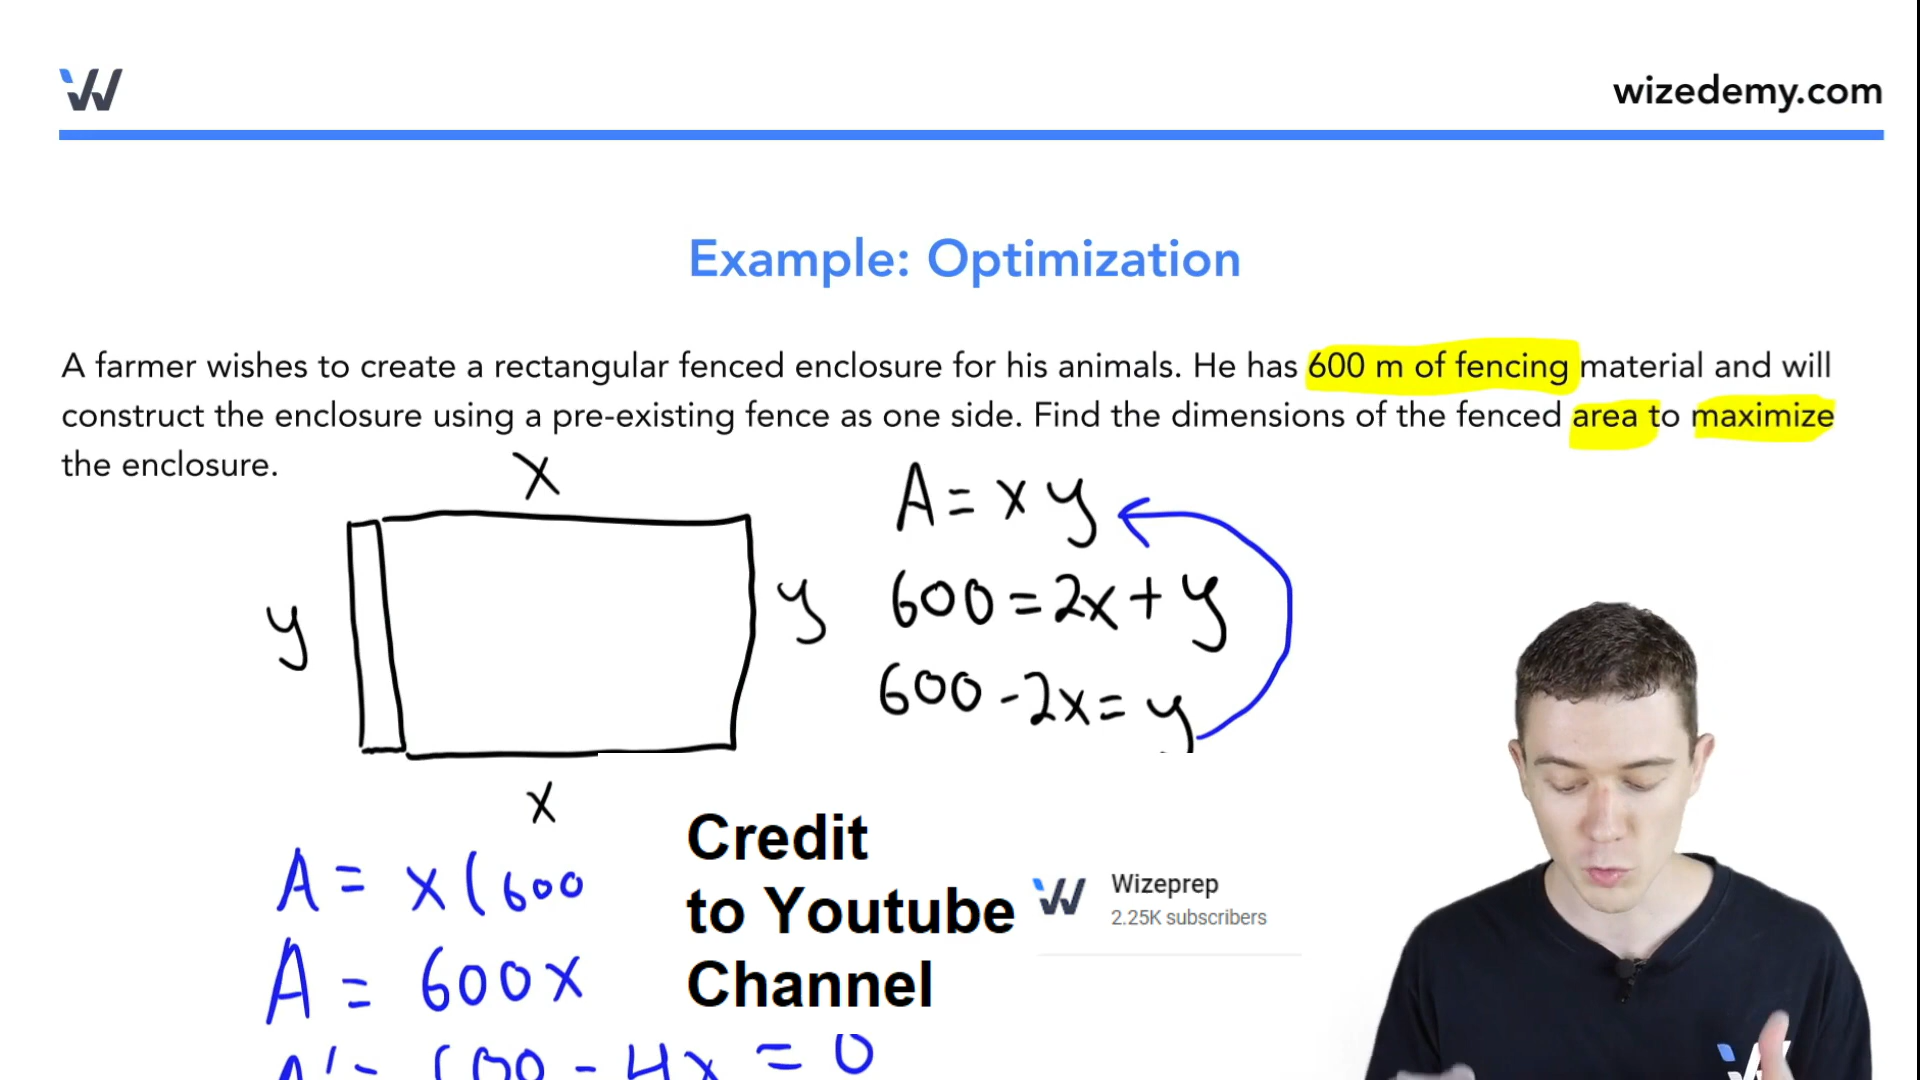 wizedemy.com
Example: Optimization
A farmer wishes to create a rectangular fenced enclosure for his animals. He has 600 m of fencing material and will
construct the enclosure using a pre-existing fence as one side. Find the dimensions of the fenced area to maximize
the enclosure.
x
y
y
x
A = x y
600 = 2x + y
600 - 2x = y
A = x(600
A = 600x
A' = 600 - 4x = 0
Credit
to Youtube
Channel
Wizeprep
2.25K subscribers